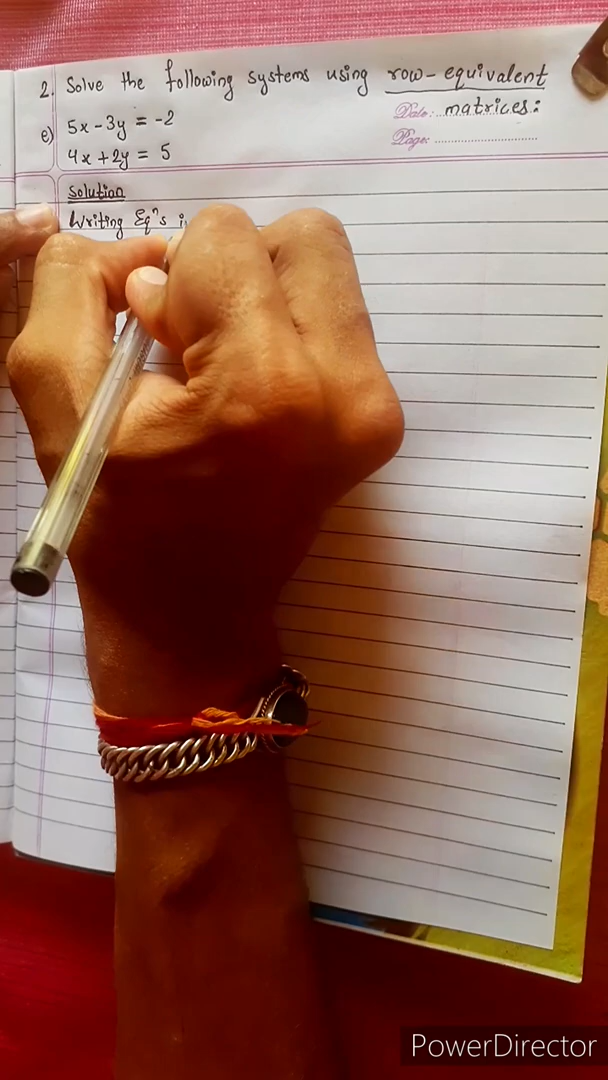 2. Solve the following systems using row-equivalent
Date: matrices:
e) 5x - 3y = -2
Page:
4x + 2y = 5
Solution
Writing Eqⁿs i
PowerDirector